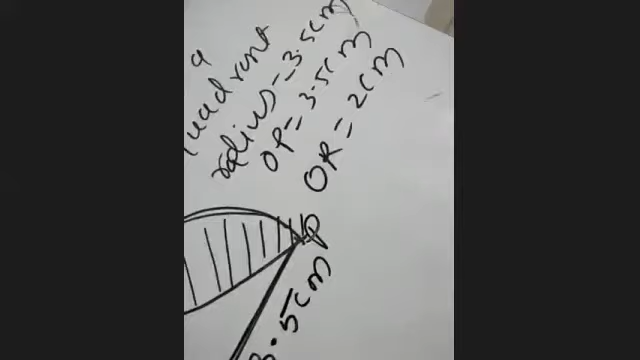 a
quadrant
radius = 3.5cm
OP = 3.5cm
OR = 2cm
P
3.5cm